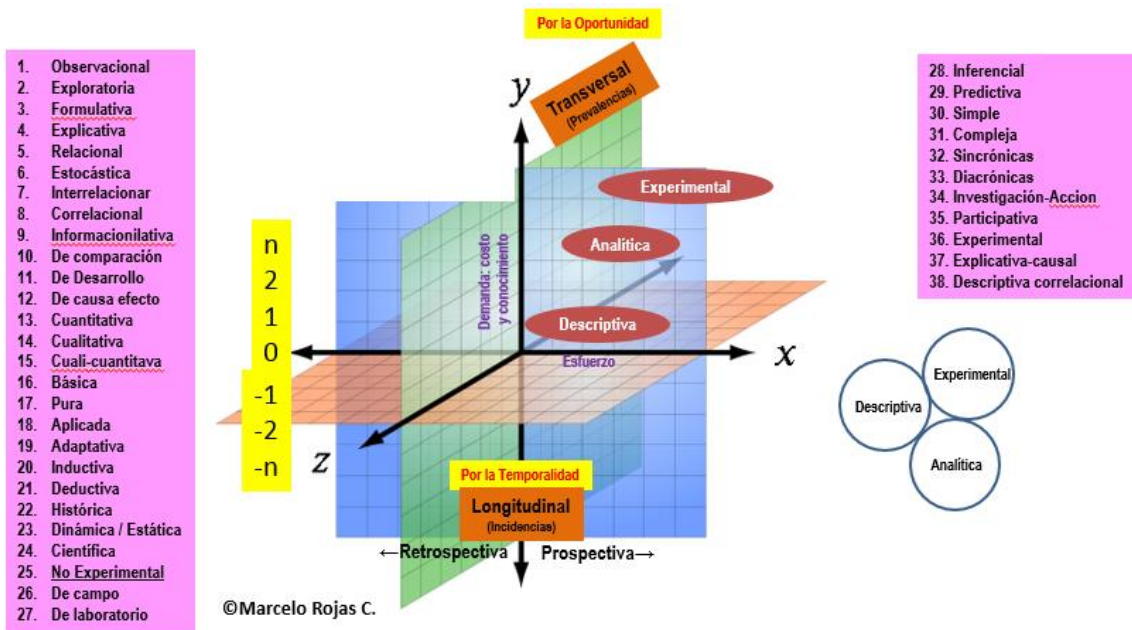 Por la Oportunidad
1. Observacional
2. Exploratoria
3. Formulativa
4. Explicativa
5. Relacional
6. Estocástica
7. Interrelacionar
8. Correlacional
9. Informacionilativa
10. De comparación
11. De Desarrollo
12. De causa efecto
13. Cuantitativa
14. Cualitativa
15. Cuali-cuantitava
16. Básica
17. Pura
18. Aplicada
19. Adaptativa
20. Inductiva
21. Deductiva
22. Histórica
23. Dinámica / Estática
24. Científica
25. No Experimental
26. De campo
27. De laboratorio
n
2
1
0
-1
-2
-n
y
Transversal
(Prevalencias)
Experimental
Analítica
Descriptiva
Demanda: costo
y conocimiento
Esfuerzo
x
z
Por la Temporalidad
Longitudinal
(Incidencias)
←Retrospectiva
Prospectiva→
©Marcelo Rojas C.
28. Inferencial
29. Predictiva
30. Simple
31. Compleja
32. Sincrónicas
33. Diacrónicas
34. Investigación-Accion
35. Participativa
36. Experimental
37. Explicativa-causal
38. Descriptiva correlacional
Experimental
Descriptiva
Analítica